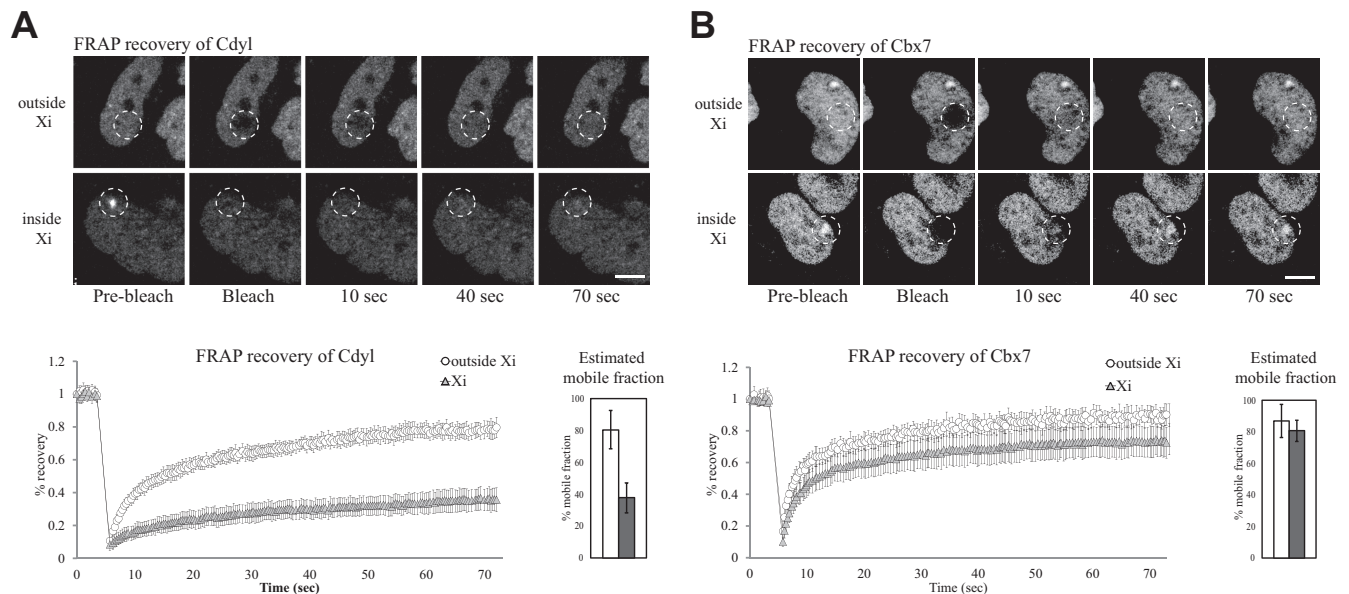 A
FRAP recovery of Cdyl
outside
Xi
inside
Xi
Pre-bleach Bleach 10 sec 40 sec 70 sec
FRAP recovery of Cdyl
outside Xi
Xi
% recovery
1.2
1
0.8
0.6
0.4
0.2
0
0 10 20 30 40 50 60 70
Time (sec)
Estimated
mobile fraction
% mobile fraction
100
80
60
40
20
0
B
FRAP recovery of Cbx7
outside
Xi
inside
Xi
Pre-bleach Bleach 10 sec 40 sec 70 sec
FRAP recovery of Cbx7
outside Xi
Xi
% recovery
1.2
1.0
0.8
0.6
0.4
0.2
0
0 10 20 30 40 50 60 70
Time (sec)
Estimated
mobile fraction
% mobile fraction
100
80
60
40
20
0